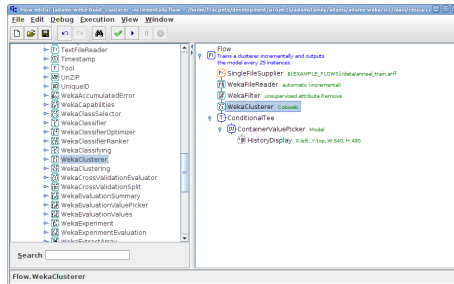 Flow editor [adams-weka-build_clusterer_incrementally.flow -- /home/fracpete/development/projects/adamsfamily/adams/adams-weka/src/main/resource
File Edit Debug Execution View Window
TextFileReader
Timestamp
Tool
UnZIP
UniqueID
WekaAccumulatedError
WekaCapabilities
WekaClassSelector
WekaClassifier
WekaClassifierOptimizer
WekaClassifierRanker
WekaClassifying
WekaClusterer
WekaClustering
WekaCrossValidationEvaluator
WekaCrossValidationSplit
WekaEvaluationSummary
WekaEvaluationValuePicker
WekaEvaluationValues
WekaExperiment
WekaExperimentEvaluation
WekaExtractArray
Search
Flow
Trains a clusterer incrementally and outputs
the model every 25 instances.
SingleFileSupplier ${EXAMPLE_FLOWS}/data/anneal_train.arff
WekaFileReader automatic (incremental)
WekaFilter unsupervised.attribute.Remove
WekaClusterer Cobweb
ConditionalTee
ContainerValuePicker Model
HistoryDisplay X:left, Y:top, W:640, H:480
Flow.WekaClusterer